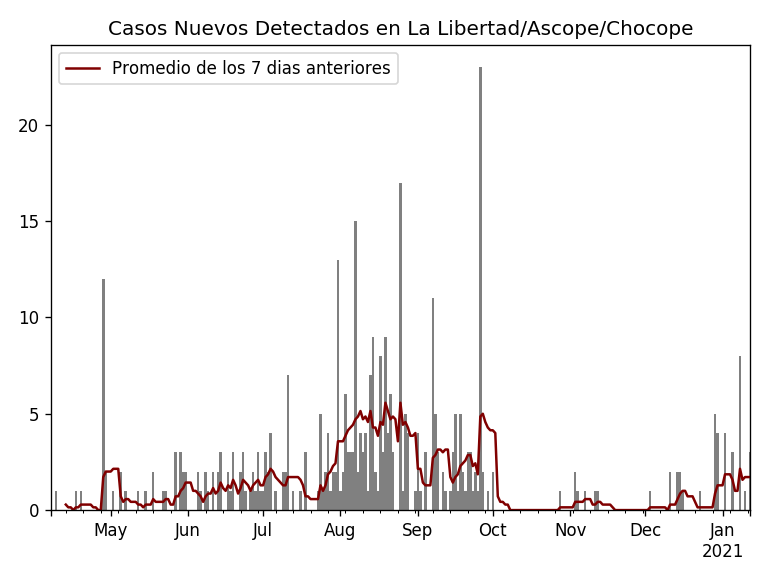 Casos Nuevos Detectados en La Libertad/Ascope/Chocope
Promedio de los 7 dias anteriores
20
15
10
5
0
May Jun Jul Aug Sep Oct Nov Dec Jan
2021